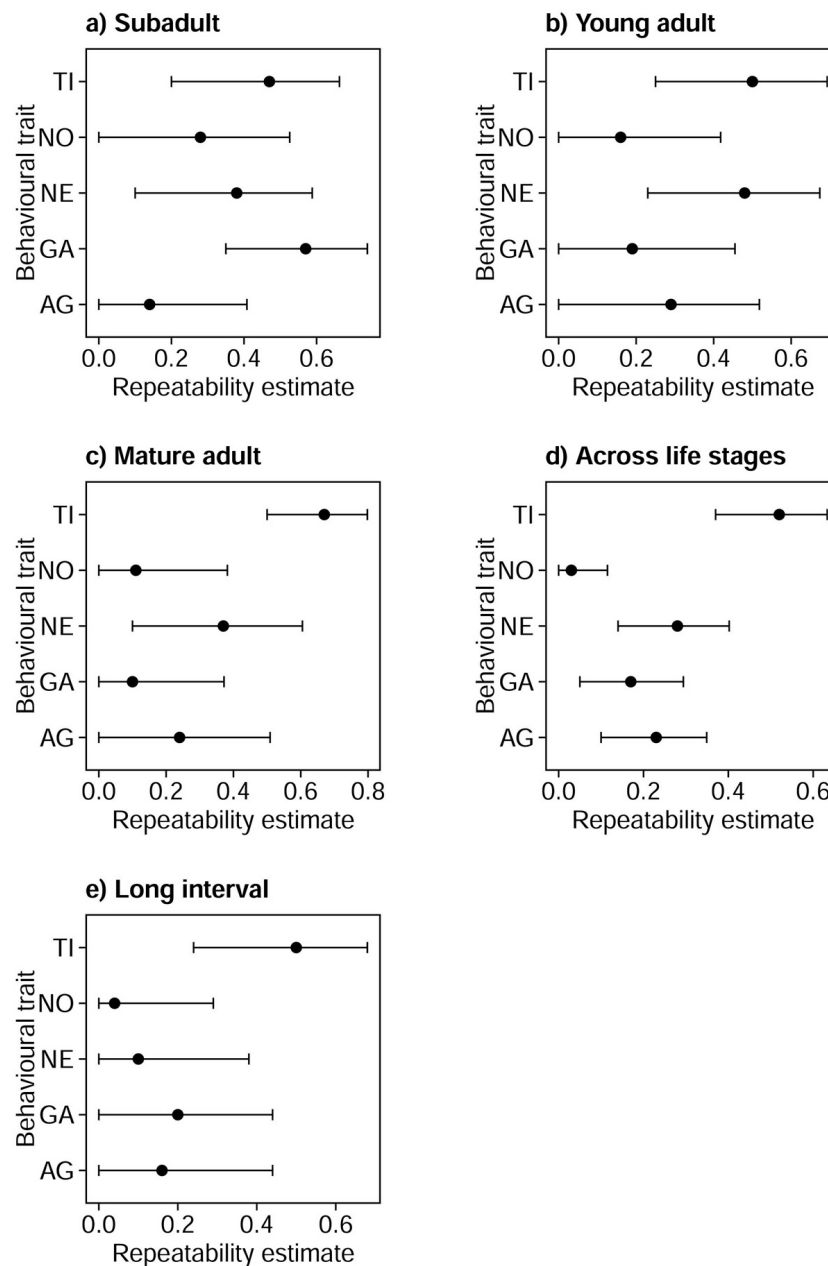 a) Subadult
Behavioural trait
TI
NO
NE
GA
AG
0.0 0.2 0.4 0.6
Repeatability estimate
b) Young adult
Behavioural trait
TI
NO
NE
GA
AG
0.0 0.2 0.4 0.6
Repeatability estimate
c) Mature adult
Behavioural trait
TI
NO
NE
GA
AG
0.0 0.2 0.4 0.6 0.8
Repeatability estimate
d) Across life stages
Behavioural trait
TI
NO
NE
GA
AG
0.0 0.2 0.4 0.6
Repeatability estimate
e) Long interval
Behavioural trait
TI
NO
NE
GA
AG
0.0 0.2 0.4 0.6
Repeatability estimate